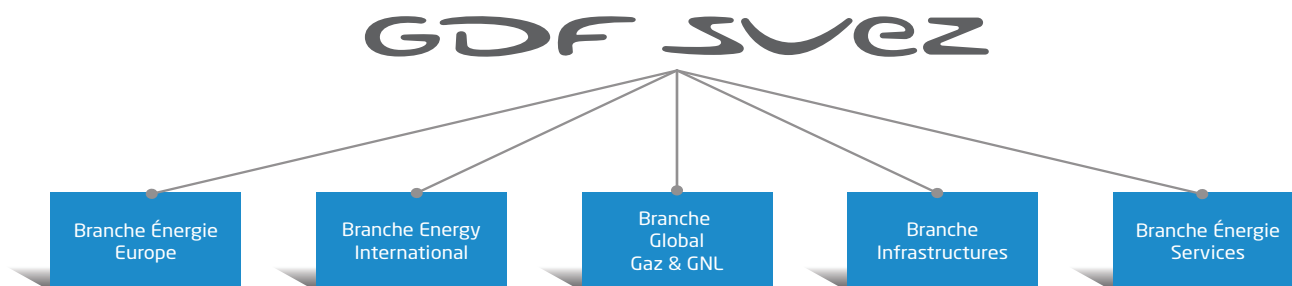 GDF SUEZ
Branche Énergie
Europe
Branche Energy
International
Branche
Global
Gaz & GNL
Branche
Infrastructures
Branche Énergie
Services